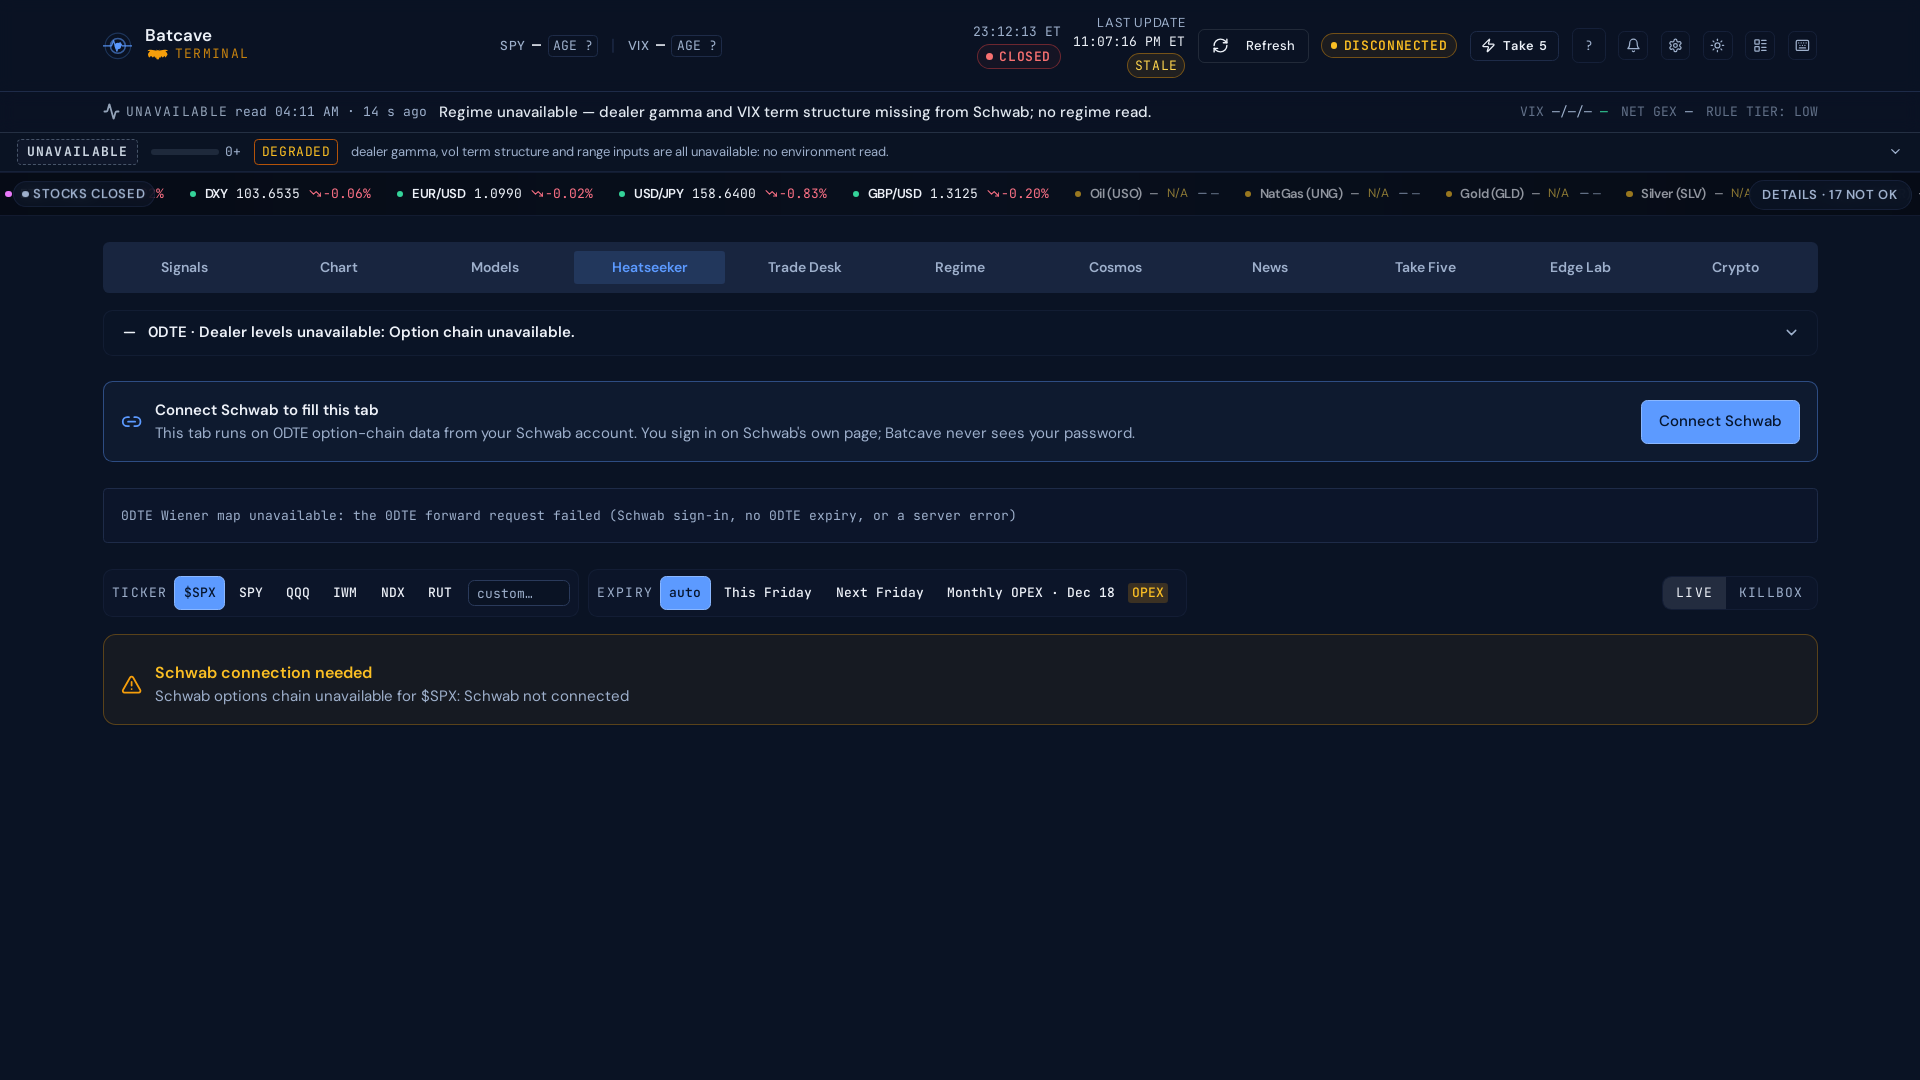 Batcave
TERMINAL
SPY — AGE ? VIX — AGE ?
23:12:13 ET
CLOSED
LAST UPDATE
11:07:16 PM ET
STALE
Refresh
DISCONNECTED
Take 5
?
UNAVAILABLE read 04:11 AM · 14 s ago Regime unavailable — dealer gamma and VIX term structure missing from Schwab; no regime read.
VIX —/—/— — NET GEX — RULE TIER: LOW
UNAVAILABLE 0+ DEGRADED dealer gamma, vol term structure and range inputs are all unavailable: no environment read.
STOCKS CLOSED % DXY 103.6535 -0.06% EUR/USD 1.0990 -0.02% USD/JPY 158.6400 -0.83% GBP/USD 1.3125 -0.20% Oil (USO) — N/A — — NatGas (UNG) — N/A — — Gold (GLD) — N/A — — Silver (SLV) — N/A DETAILS · 17 NOT OK
Signals Chart Models Heatseeker Trade Desk Regime Cosmos News Take Five Edge Lab Crypto
— 0DTE · Dealer levels unavailable: Option chain unavailable.
Connect Schwab to fill this tab
This tab runs on 0DTE option-chain data from your Schwab account. You sign in on Schwab's own page; Batcave never sees your password.
Connect Schwab
0DTE Wiener map unavailable: the 0DTE forward request failed (Schwab sign-in, no 0DTE expiry, or a server error)
TICKER $SPX SPY QQQ IWM NDX RUT custom…
EXPIRY auto This Friday Next Friday Monthly OPEX · Dec 18 OPEX
LIVE KILLBOX
Schwab connection needed
Schwab options chain unavailable for $SPX: Schwab not connected